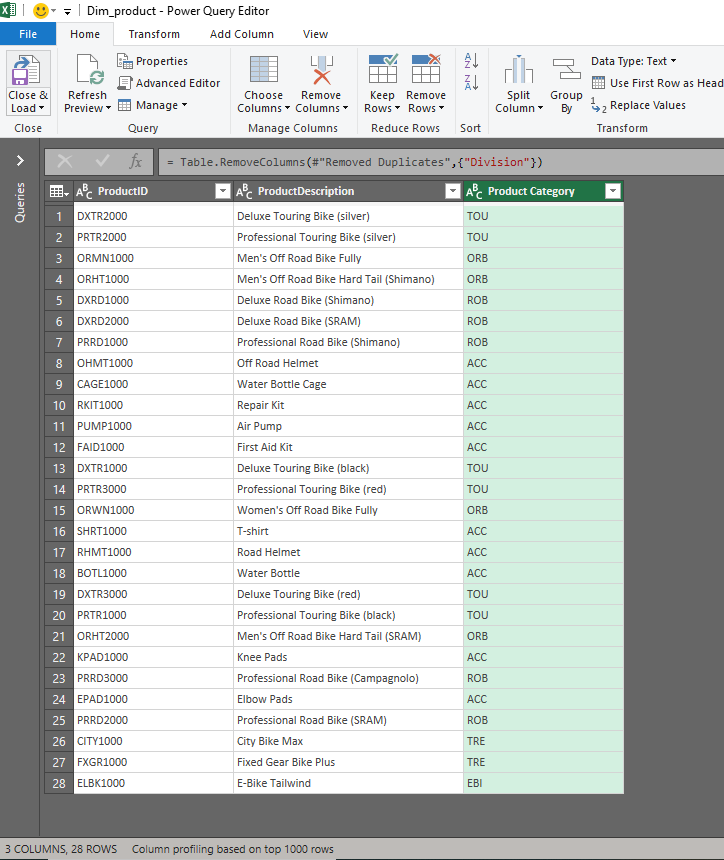 Dim_product - Power Query Editor
File Home Transform Add Column View
Close & Load
Refresh Preview
Properties
Advanced Editor
Manage
Choose Columns
Remove Columns
Keep Rows
Remove Rows
Split Column
Group By
Data Type: Text
Use First Row as Head
Replace Values
Close Query Manage Columns Reduce Rows Sort Transform
Queries
fx = Table.RemoveColumns(#"Removed Duplicates",{"Division"})
ABC ProductID ABC ProductDescription ABC Product Category
1 DXTR2000 Deluxe Touring Bike (silver) TOU
2 PRTR2000 Professional Touring Bike (silver) TOU
3 ORMN1000 Men's Off Road Bike Fully ORB
4 ORHT1000 Men's Off Road Bike Hard Tail (Shimano) ORB
5 DXRD1000 Deluxe Road Bike (Shimano) ROB
6 DXRD2000 Deluxe Road Bike (SRAM) ROB
7 PRRD1000 Professional Road Bike (Shimano) ROB
8 OHMT1000 Off Road Helmet ACC
9 CAGE1000 Water Bottle Cage ACC
10 RKIT1000 Repair Kit ACC
11 PUMP1000 Air Pump ACC
12 FAID1000 First Aid Kit ACC
13 DXTR1000 Deluxe Touring Bike (black) TOU
14 PRTR3000 Professional Touring Bike (red) TOU
15 ORWN1000 Women's Off Road Bike Fully ORB
16 SHRT1000 T-shirt ACC
17 RHMT1000 Road Helmet ACC
18 BOTL1000 Water Bottle ACC
19 DXTR3000 Deluxe Touring Bike (red) TOU
20 PRTR1000 Professional Touring Bike (black) TOU
21 ORHT2000 Men's Off Road Bike Hard Tail (SRAM) ORB
22 KPAD1000 Knee Pads ACC
23 PRRD3000 Professional Road Bike (Campagnolo) ROB
24 EPAD1000 Elbow Pads ACC
25 PRRD2000 Professional Road Bike (SRAM) ROB
26 CITY1000 City Bike Max TRE
27 FXGR1000 Fixed Gear Bike Plus TRE
28 ELBK1000 E-Bike Tailwind EBI
3 COLUMNS, 28 ROWS Column profiling based on top 1000 rows